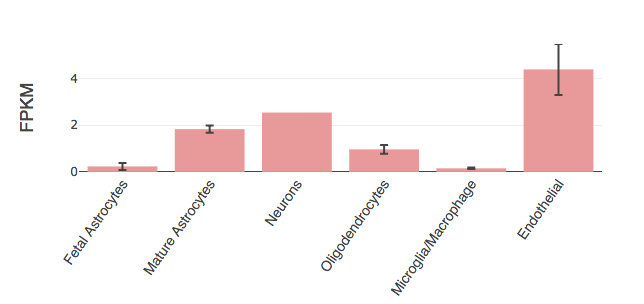 FPKM
4
2
0
Fetal Astrocytes
Mature Astrocytes
Neurons
Oligodendrocytes
Microglia/Macrophage
Endothelial